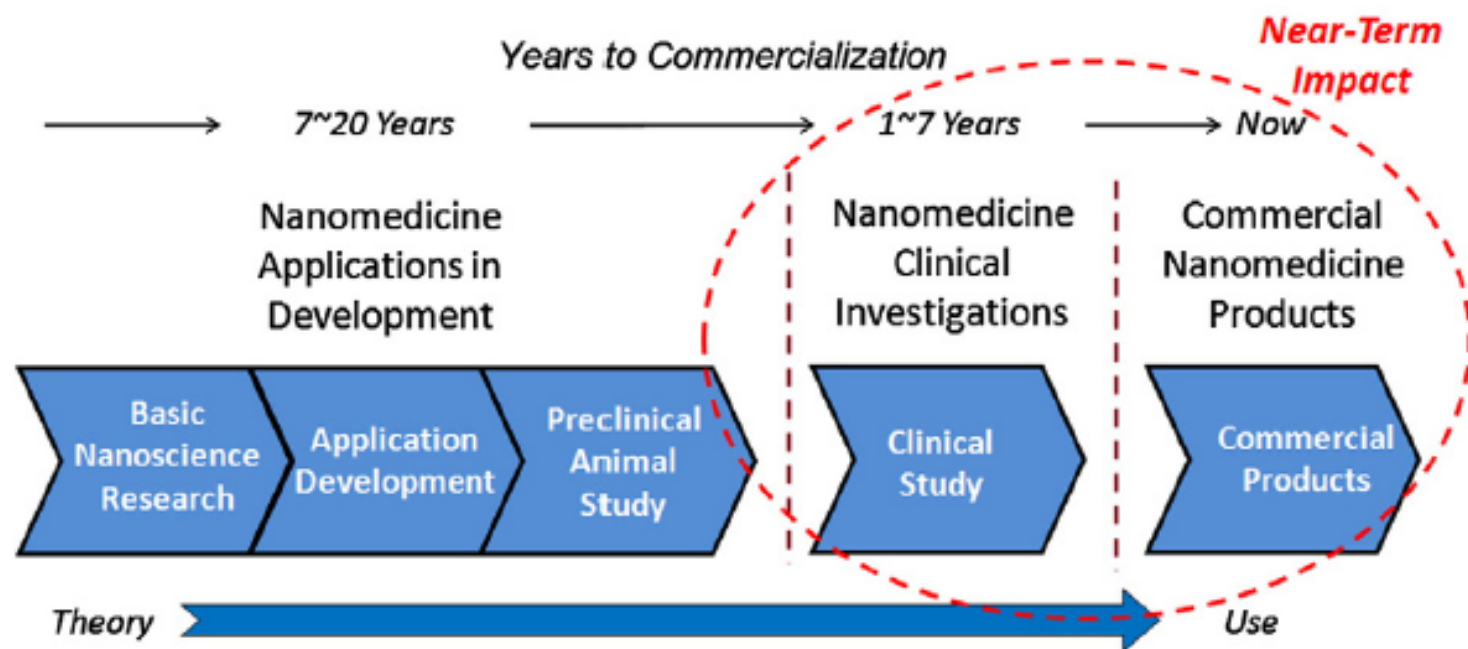 Years to Commercialization
Near-Term
Impact
7~20 Years
1~7 Years
Now
Nanomedicine
Applications in
Development
Nanomedicine
Clinical
Investigations
Commercial
Nanomedicine
Products
Basic
Nanoscience
Research
Application
Development
Preclinical
Animal
Study
Clinical
Study
Commercial
Products
Theory
Use